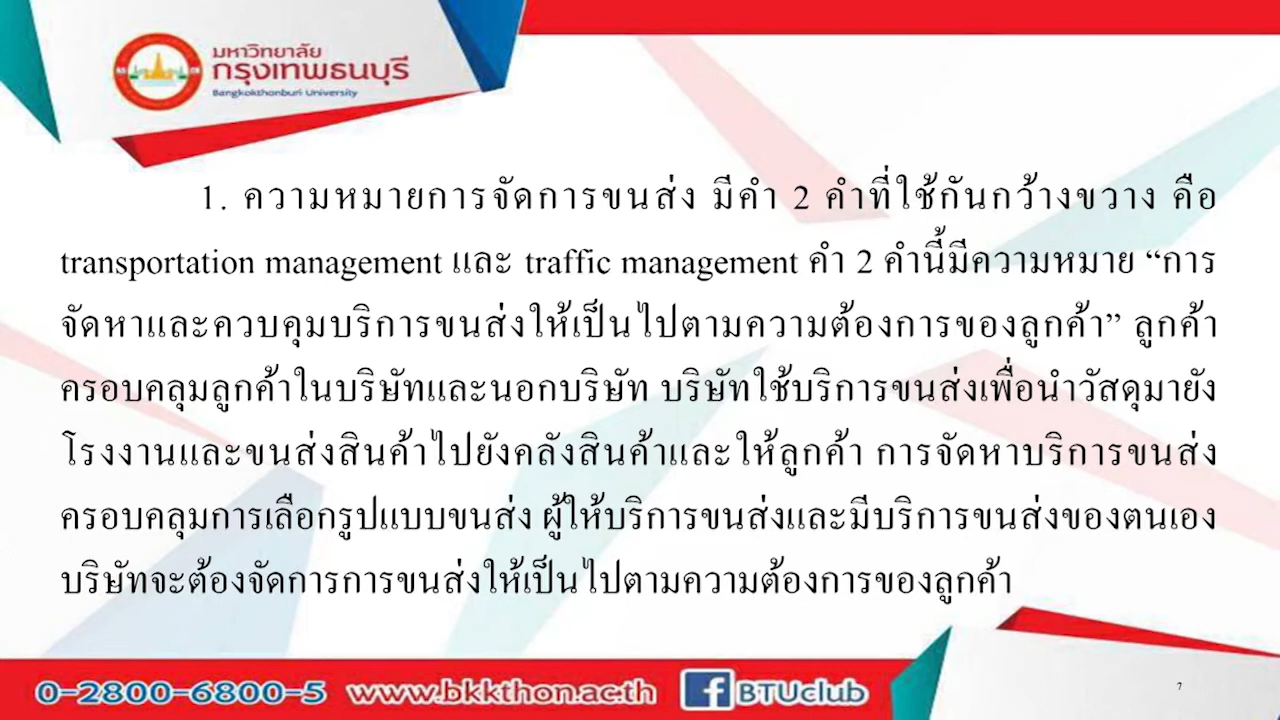 มหาวิทยาลัย
กรุงเทพธนบุรี
Bangkokthonburi University
1. ความหมายการจัดการขนส่ง มีคำ 2 คำที่ใช้กันกว้างขวาง คือ
transportation management และ traffic management คำ 2 คำนี้มีความหมาย “การ
จัดหาและควบคุมบริการขนส่งให้เป็นไปตามความต้องการของลูกค้า” ลูกค้า
ครอบคลุมลูกค้าในบริษัทและนอกบริษัท บริษัทใช้บริการขนส่งเพื่อนำวัสดุมายัง
โรงงานและขนส่งสินค้าไปยังคลังสินค้าและให้ลูกค้า การจัดหาบริการขนส่ง
ครอบคลุมการเลือกรูปแบบขนส่ง ผู้ให้บริการขนส่งและมีบริการขนส่งของตนเอง
บริษัทจะต้องจัดการการขนส่งให้เป็นไปตามความต้องการของลูกค้า
0-2800-6800-5 www.bkkthon.ac.th f BTUclub
7